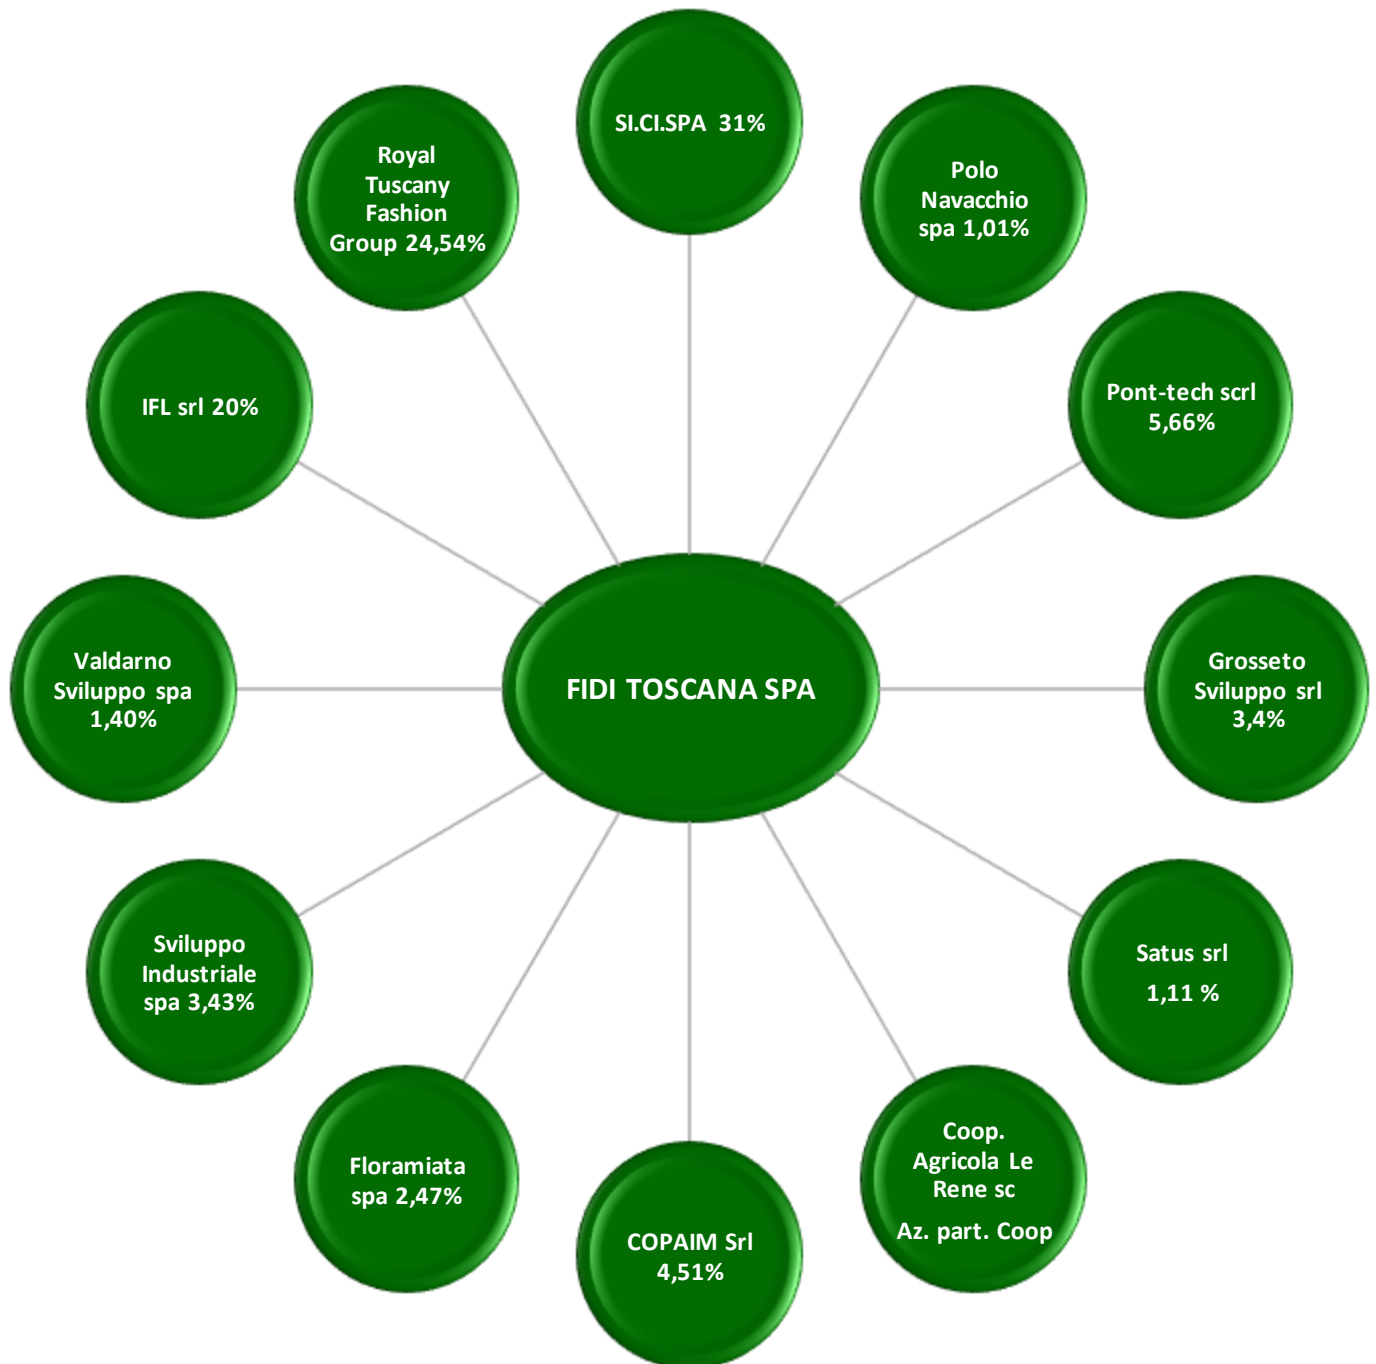 SI.CI.SPA 31%
Royal
Tuscany
Fashion
Group 24,54%
Polo
Navacchio
spa 1,01%
IFL srl 20%
Pont-tech scrl
5,66%
Valdarno
Sviluppo spa
1,40%
FIDI TOSCANA SPA
Grosseto
Sviluppo srl
3,4%
Sviluppo
Industriale
spa 3,43%
Satus srl
1,11 %
Floramiata
spa 2,47%
COPAIM Srl
4,51%
Coop.
Agricola Le
Rene sc
Az. part. Coop